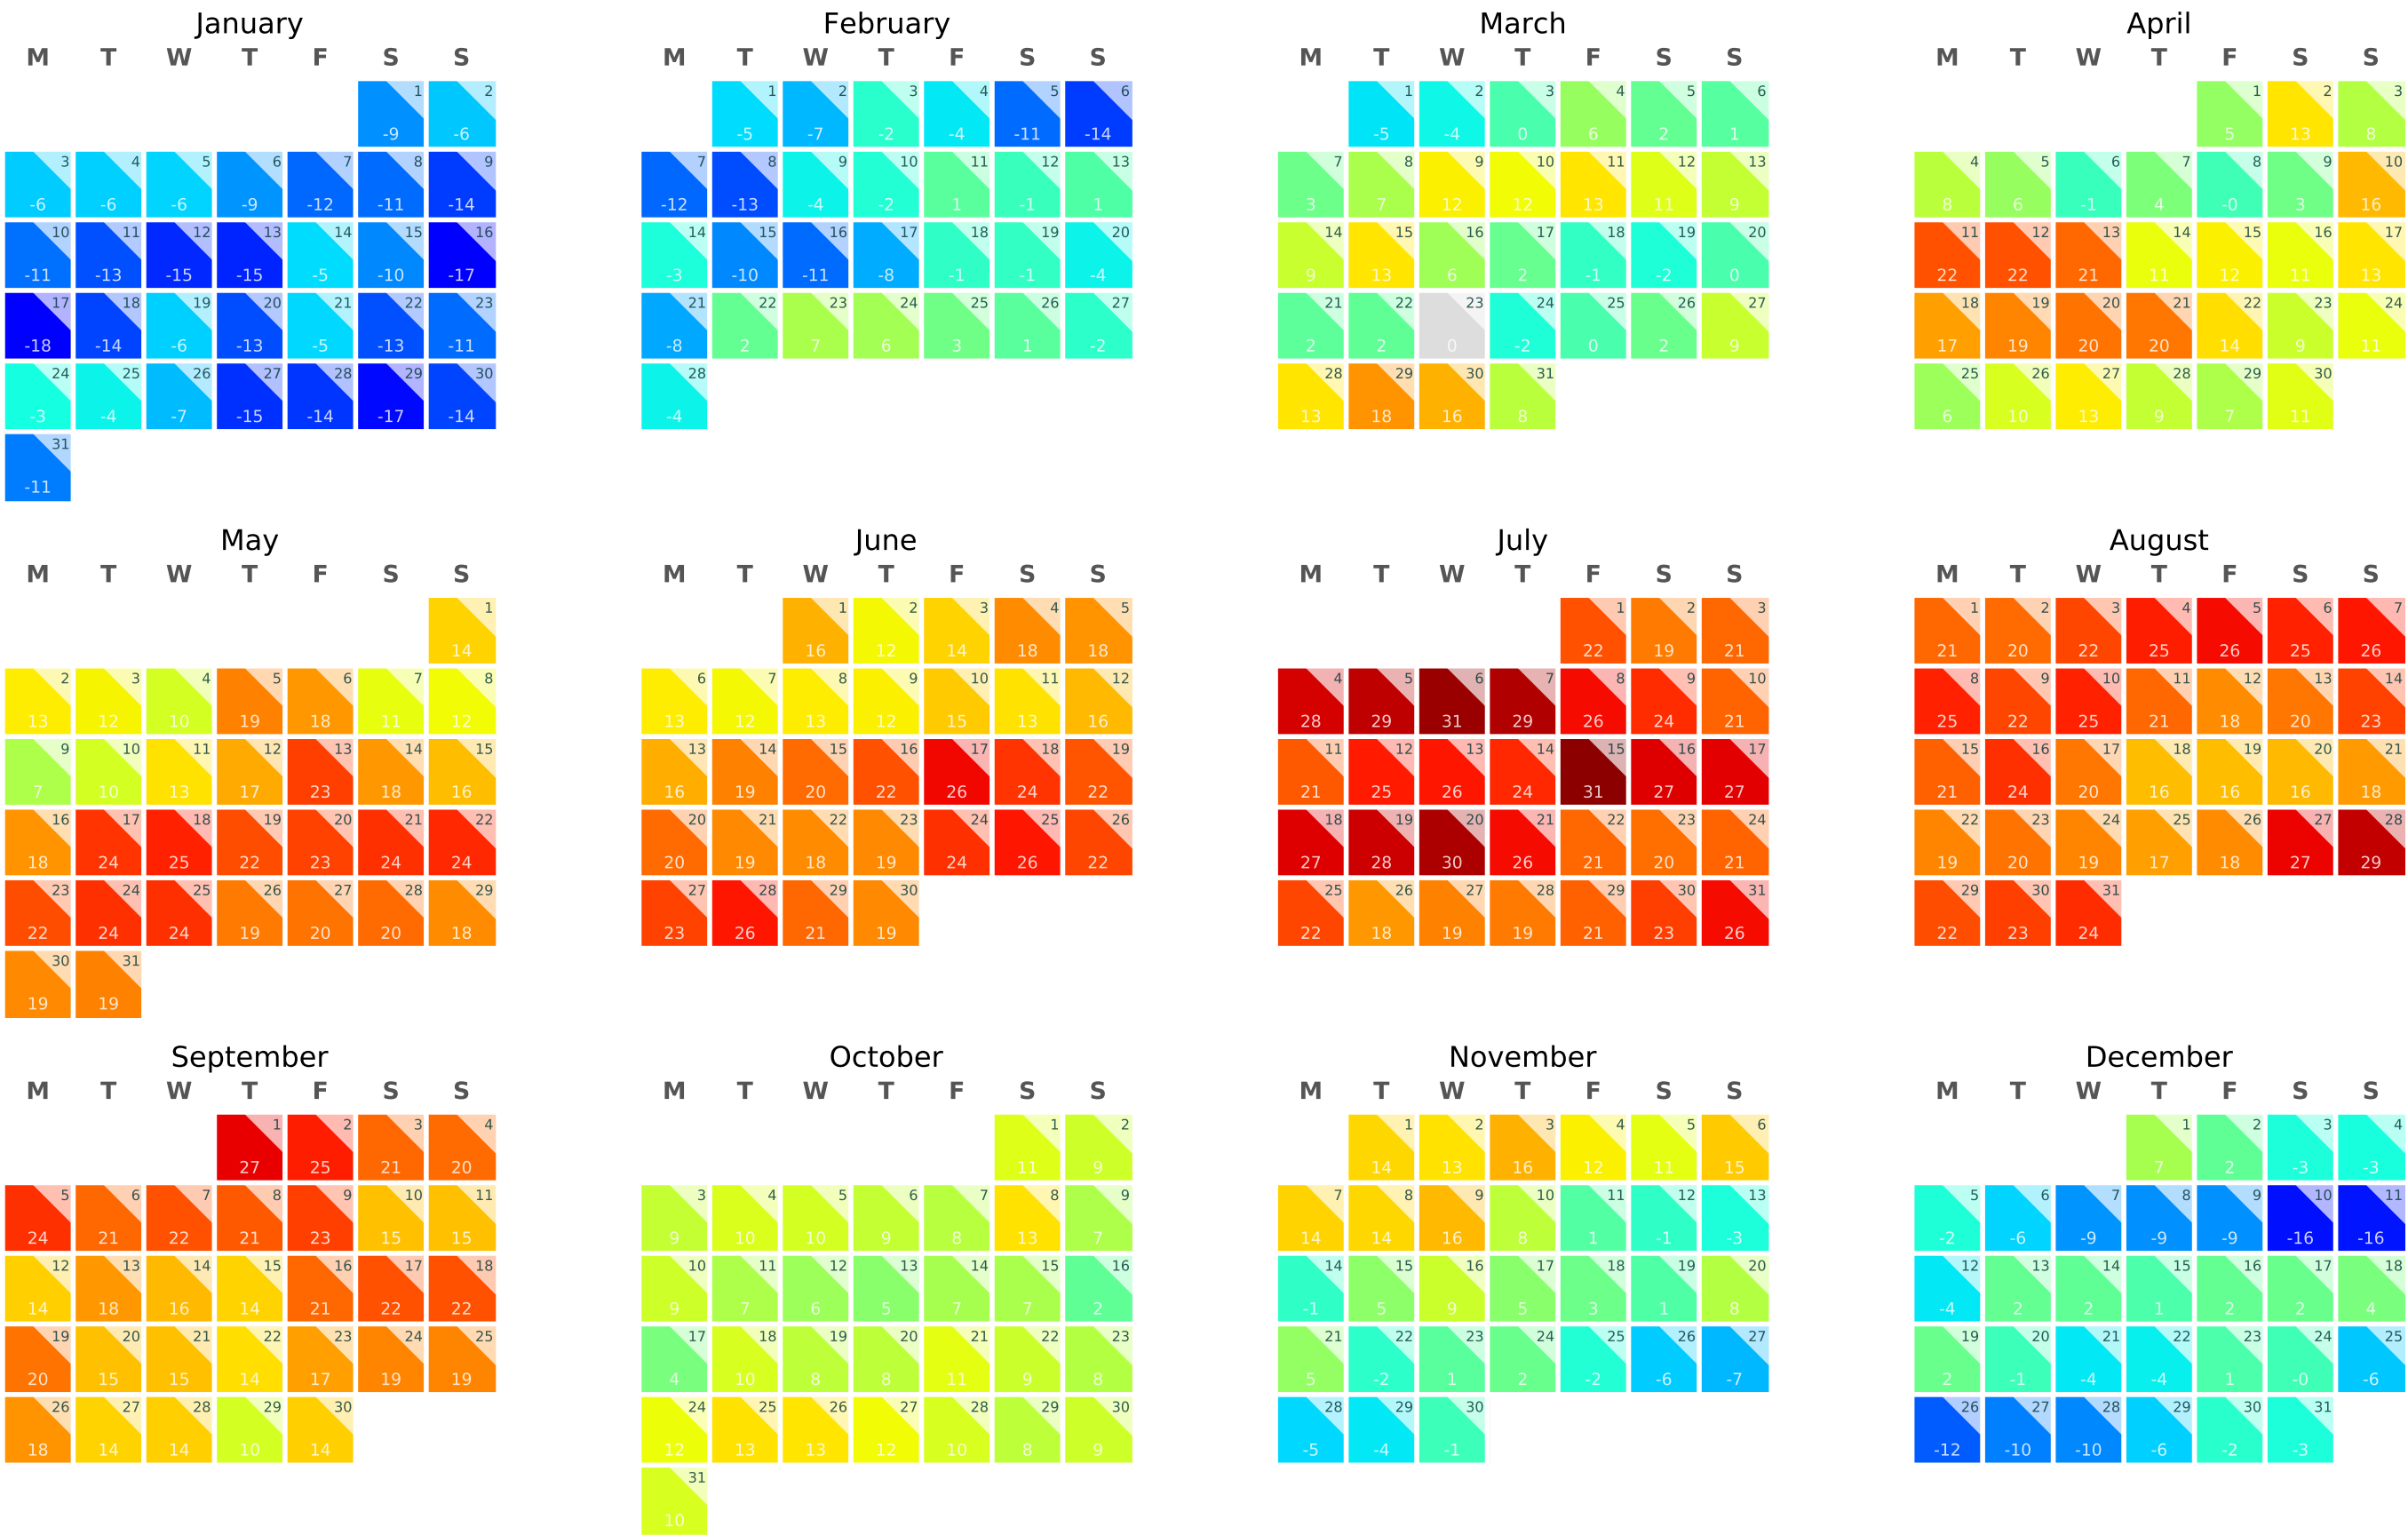 January February March April
M T W T F S S M T W T F S S M T W T F S S M T W T F S S
1 2 1 2 3 4 5 6 1 2 3 4 5 6 1 2 3
-9 -6 -5 -7 -2 -4 -11 -14 -5 -4 0 6 2 1 5 13 8
3 4 5 6 7 8 9 7 8 9 10 11 12 13 7 8 9 10 11 12 13 4 5 6 7 8 9 10
-6 -6 -6 -9 -12 -11 -14 -12 -13 -4 -2 1 -1 1 3 7 12 12 13 11 9 8 6 -1 4 -0 3 16
10 11 12 13 14 15 16 14 15 16 17 18 19 20 14 15 16 17 18 19 20 11 12 13 14 15 16 17
-11 -13 -15 -15 -5 -10 -17 -3 -10 -11 -8 -1 -1 -4 9 13 6 2 -1 -2 0 22 22 21 11 12 11 13
17 18 19 20 21 22 23 21 22 23 24 25 26 27 21 22 23 24 25 26 27 18 19 20 21 22 23 24
-18 -14 -6 -13 -5 -13 -11 -8 2 7 6 3 1 -2 2 2 0 -2 0 2 9 17 19 20 20 14 9 11
24 25 26 27 28 29 30 28 28 29 30 31 25 26 27 28 29 30
-3 -4 -7 -15 -14 -17 -14 -4 13 18 16 8 6 10 13 9 7 11
31
-11
May June July August
M T W T F S S M T W T F S S M T W T F S S M T W T F S S
1 1 2 3 4 5 1 2 3 1 2 3 4 5 6 7
14 16 12 14 18 18 22 19 21 21 20 22 25 26 25 26
2 3 4 5 6 7 8 6 7 8 9 10 11 12 4 5 6 7 8 9 10 8 9 10 11 12 13 14
13 12 10 19 18 11 12 13 12 13 12 15 13 16 28 29 31 29 26 24 21 25 22 25 21 18 20 23
9 10 11 12 13 14 15 13 14 15 16 17 18 19 11 12 13 14 15 16 17 15 16 17 18 19 20 21
7 10 13 17 23 18 16 16 19 20 22 26 24 22 21 25 26 24 31 27 27 21 24 20 16 16 16 18
16 17 18 19 20 21 22 20 21 22 23 24 25 26 18 19 20 21 22 23 24 22 23 24 25 26 27 28
18 24 25 22 23 24 24 20 19 18 19 24 26 22 27 28 30 26 21 20 21 19 20 19 17 18 27 29
23 24 25 26 27 28 29 27 28 29 30 25 26 27 28 29 30 31 29 30 31
22 24 24 19 20 20 18 23 26 21 19 22 18 19 19 21 23 26 22 23 24
30 31
19 19
September October November December
M T W T F S S M T W T F S S M T W T F S S M T W T F S S
1 2 3 4 1 2 1 2 3 4 5 6 1 2 3 4
27 25 21 20 11 9 14 13 16 12 11 15 7 2 -3 -3
5 6 7 8 9 10 11 3 4 5 6 7 8 9 7 8 9 10 11 12 13 5 6 7 8 9 10 11
24 21 22 21 23 15 15 9 10 10 9 8 13 7 14 14 16 8 1 -1 -3 -2 -6 -9 -9 -9 -16 -16
12 13 14 15 16 17 18 10 11 12 13 14 15 16 14 15 16 17 18 19 20 12 13 14 15 16 17 18
14 18 16 14 21 22 22 9 7 6 5 7 7 2 -1 5 9 5 3 1 8 -4 2 2 1 2 2 4
19 20 21 22 23 24 25 17 18 19 20 21 22 23 21 22 23 24 25 26 27 19 20 21 22 23 24 25
20 15 15 14 17 19 19 4 10 8 8 11 9 8 5 -2 1 2 -2 -6 -7 2 -1 -4 -4 1 -0 -6
26 27 28 29 30 24 25 26 27 28 29 30 28 29 30 26 27 28 29 30 31
18 14 14 10 14 12 13 13 12 10 8 9 -5 -4 -1 -12 -10 -10 -6 -2 -3
31
10